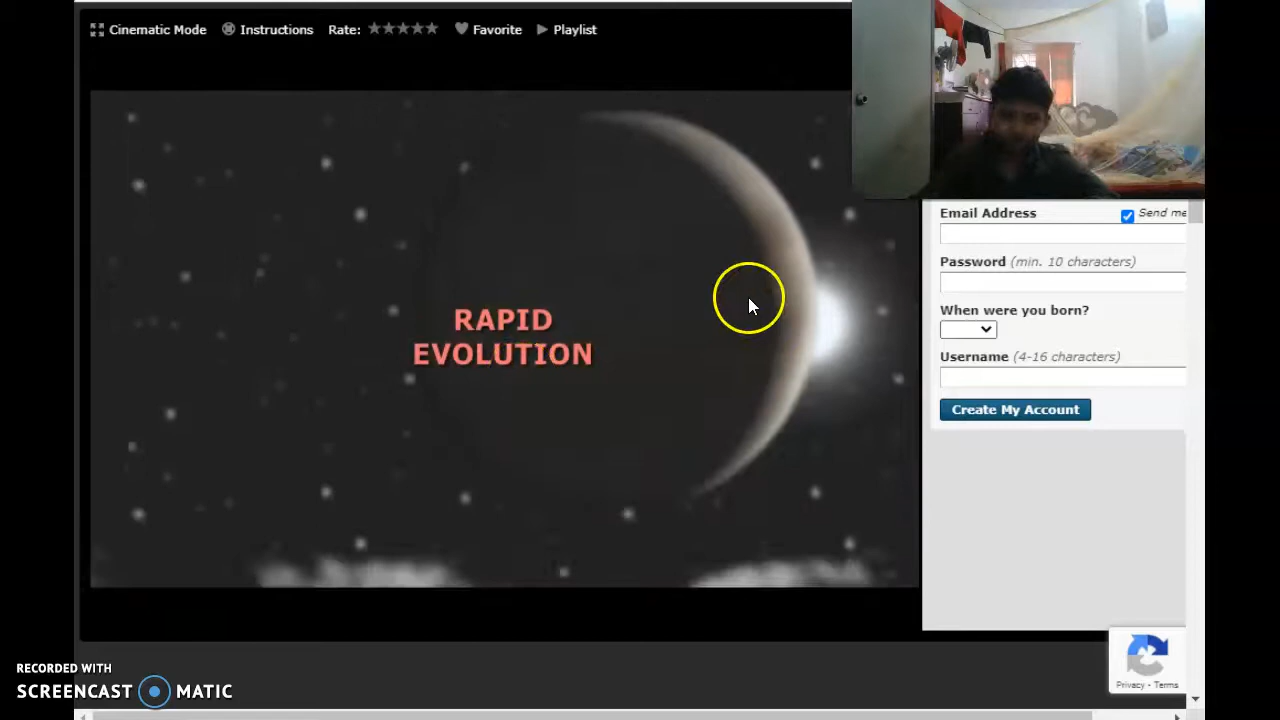 Cinematic Mode Instructions Rate: Favorite Playlist
RAPID
EVOLUTION
Email Address Send me
Password (min. 10 characters)
When were you born?
Username (4-16 characters)
Create My Account
Privacy - Terms
RECORDED WITH
SCREENCAST MATIC